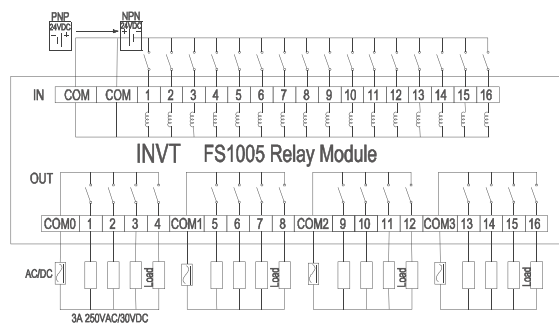 PNP NPN
24VDC 24VDC
IN COM COM 1 2 3 4 5 6 7 8 9 10 11 12 13 14 15 16
INVT FS1005 Relay Module
OUT
COM0 1 2 3 4 COM1 5 6 7 8 COM2 9 10 11 12 COM3 13 14 15 16
AC/DC Load Load Load Load
3A 250VAC/30VDC